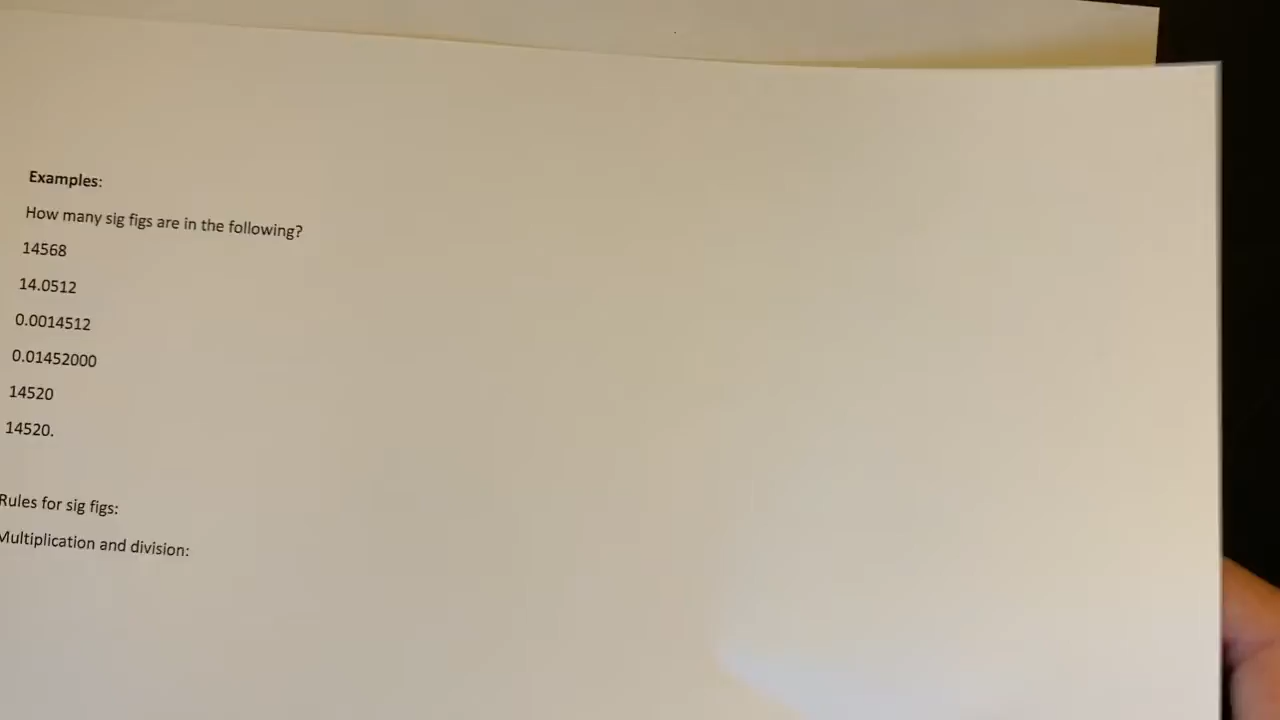 Examples:
How many sig figs are in the following?
14568
14.0512
0.0014512
0.01452000
14520
14520.
Rules for sig figs:
Multiplication and division: